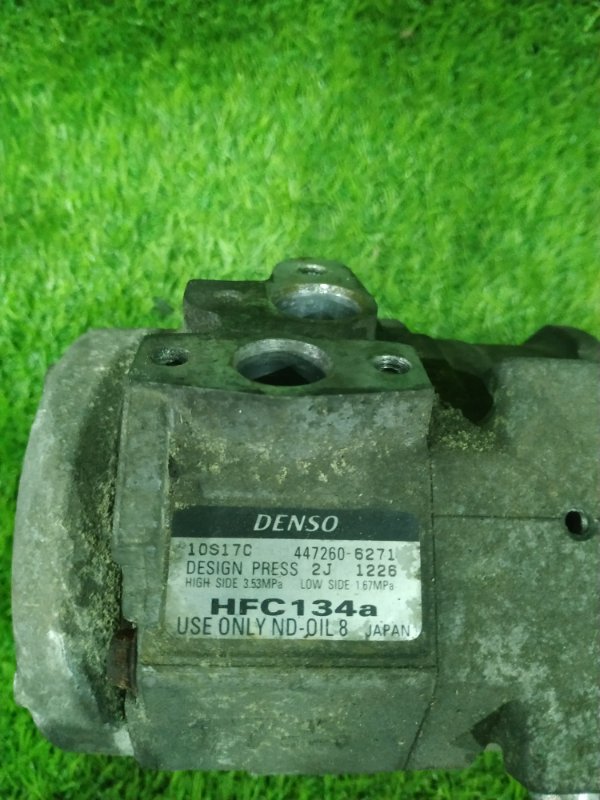 DENSO
10S17C 447260-6271
DESIGN PRESS 2J 1226
HIGH SIDE 3.53MPa LOW SIDE 1.67MPa
HFC134a
USE ONLY ND-OIL 8 JAPAN